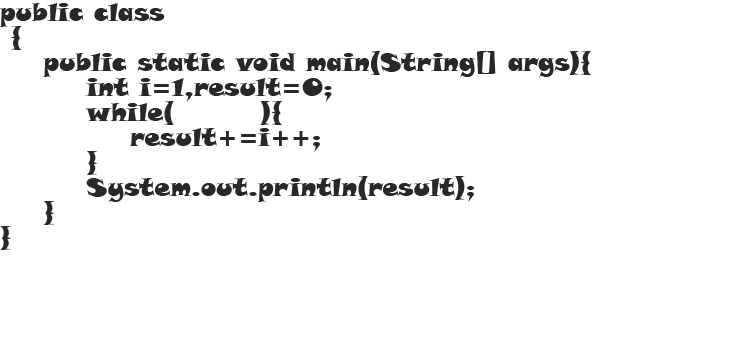 public class
{
public static void main(String[] args){
int i=1,result=0;
while( ){
result+=i++;
}
System.out.println(result);
}
}